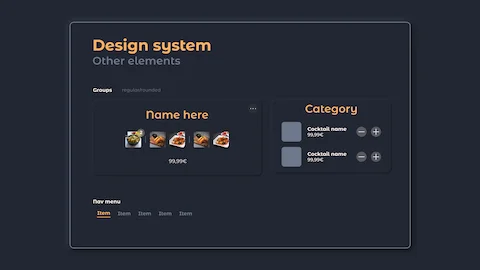 Design system
Other elements
Groups regular/rounded
Name here
99,99€
Category
Cocktail name
99,99€
Cocktail name
99,99€
Nav menu
Item Item Item Item Item